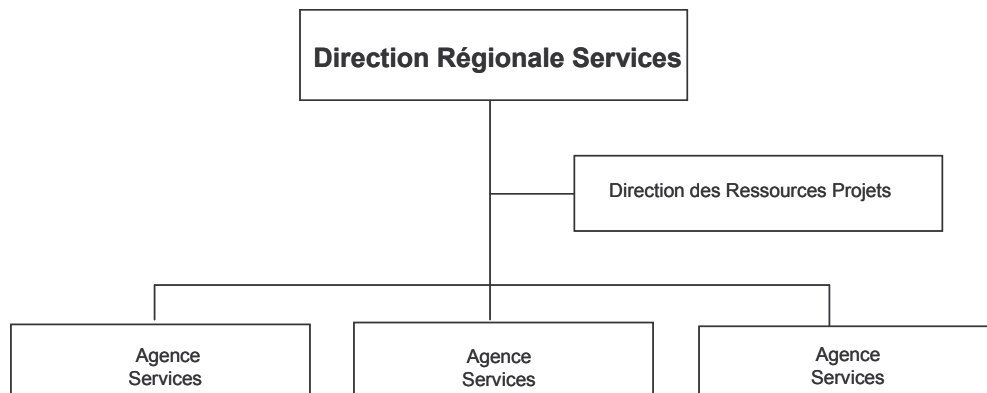 Direction Régionale Services
Direction des Ressources Projets
Agence
Services
Agence
Services
Agence
Services